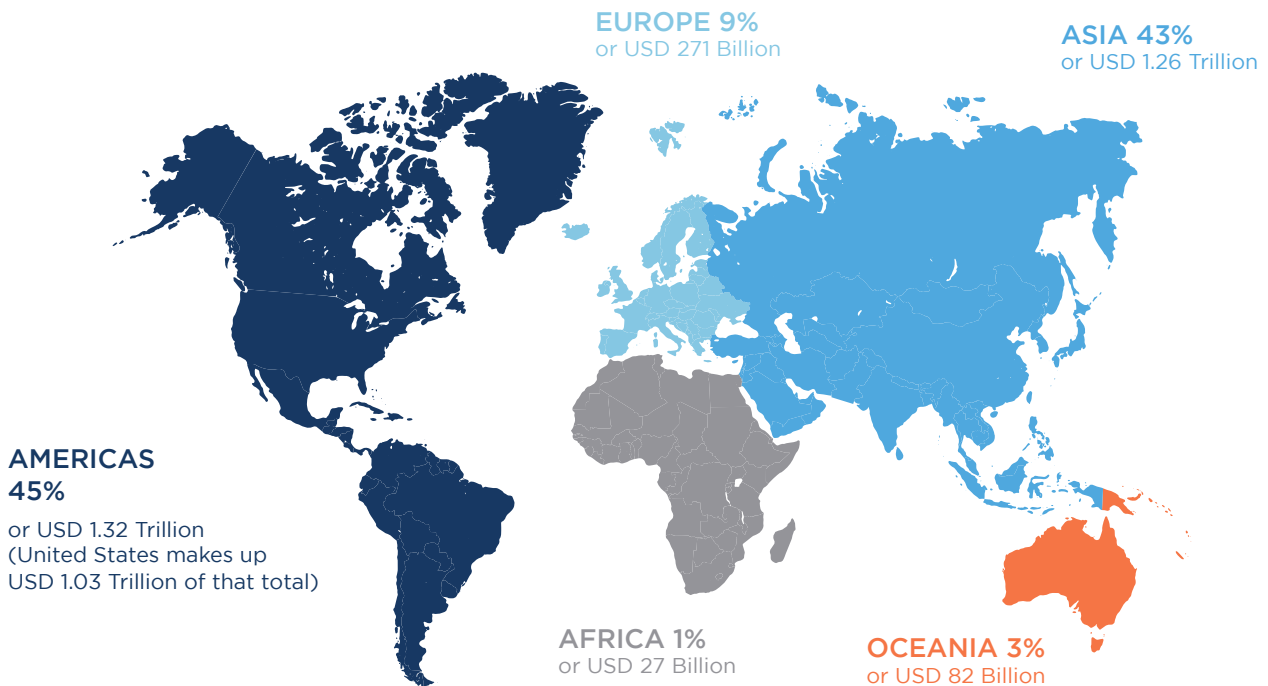 EUROPE 9%
or USD 271 Billion
ASIA 43%
or USD 1.26 Trillion
AMERICAS
45%
or USD 1.32 Trillion
(United States makes up
USD 1.03 Trillion of that total)
AFRICA 1%
or USD 27 Billion
OCEANIA 3%
or USD 82 Billion